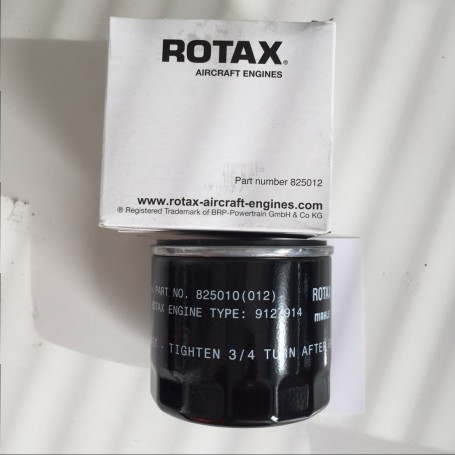 ROTAX®
AIRCRAFT ENGINES
Part number 825012
www.rotax-aircraft-engines.com
® Registered Trademark of BRP-Powertrain GmbH & Co KG
PART NO. 825010(012)
ROTAX
ENGINE TYPE: 912/914
- TIGHTEN 3/4 TURN AFTER